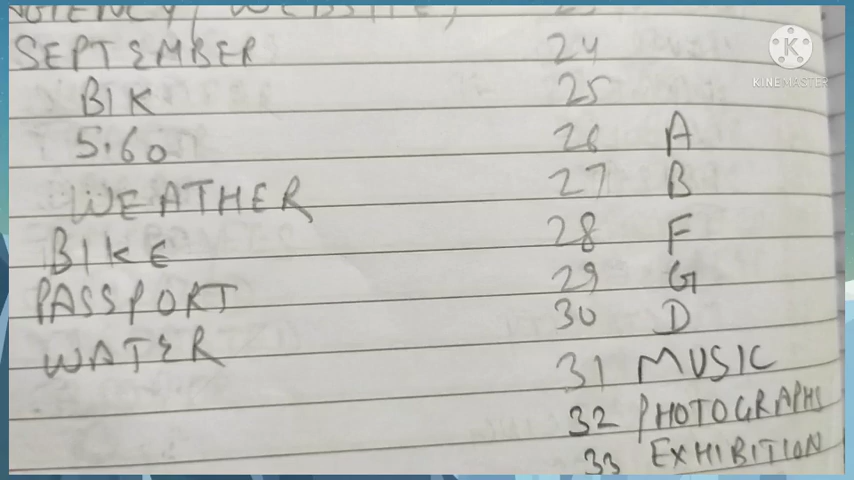 SEPTEMBER 24
BIK 25
5.60 26 A
WEATHER 27 B
BIKE 28 F
PASSPORT 29 G
WATER 30 D
31 MUSIC
32 PHOTOGRAPHS
33 EXHIBITION
K
KINEMASTER